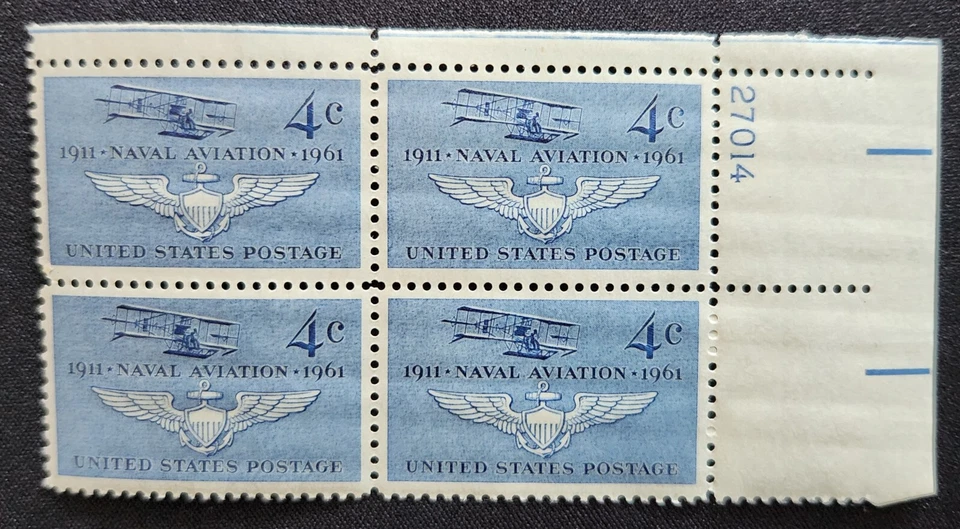 4c
1911 ★ NAVAL AVIATION ★ 1961
UNITED STATES POSTAGE
4c
1911 ★ NAVAL AVIATION ★ 1961
UNITED STATES POSTAGE
27014
4c
1911 ★ NAVAL AVIATION ★ 1961
UNITED STATES POSTAGE
4c
1911 ★ NAVAL AVIATION ★ 1961
UNITED STATES POSTAGE